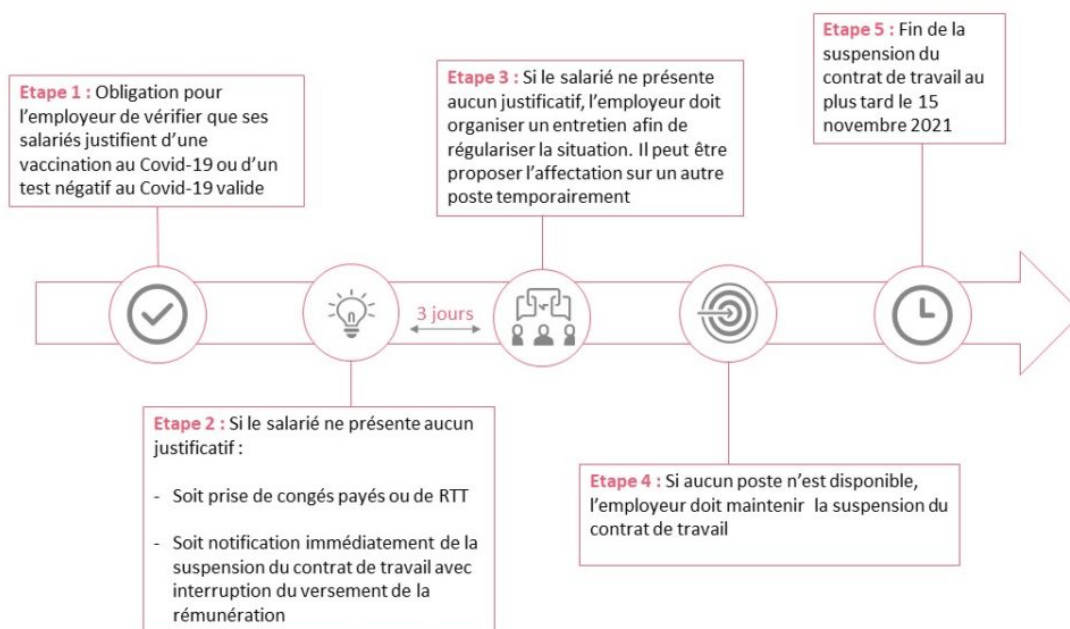 Etape 1 : Obligation pour
l'employeur de vérifier que ses
salariés justifient d'une
vaccination au Covid-19 ou d'un
test négatif au Covid-19 valide
Etape 2 : Si le salarié ne présente aucun
justificatif :
- Soit prise de congés payés ou de RTT
- Soit notification immédiatement de la
suspension du contrat de travail avec
interruption du versement de la
rémunération
3 jours
Etape 3 : Si le salarié ne présente
aucun justificatif, l'employeur doit
organiser un entretien afin de
régulariser la situation. Il peut être
proposer l'affectation sur un autre
poste temporairement
Etape 4 : Si aucun poste n'est disponible,
l'employeur doit maintenir la suspension du
contrat de travail
Etape 5 : Fin de la
suspension du
contrat de travail au
plus tard le 15
novembre 2021